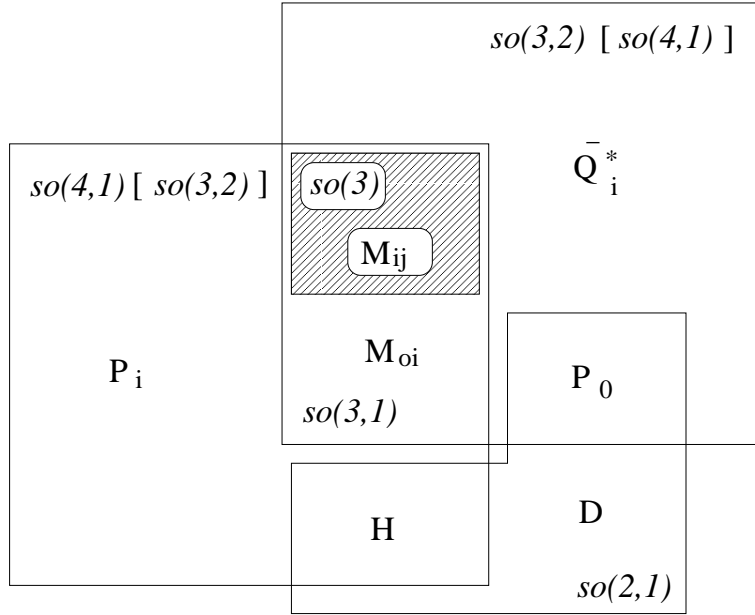 so(3,2) [ so(4,1) ]
Q̄*i
so(4,1) [ so(3,2) ]
so(3)
Mij
Moi
Pi
P0
so(3,1)
H
D
so(2,1)